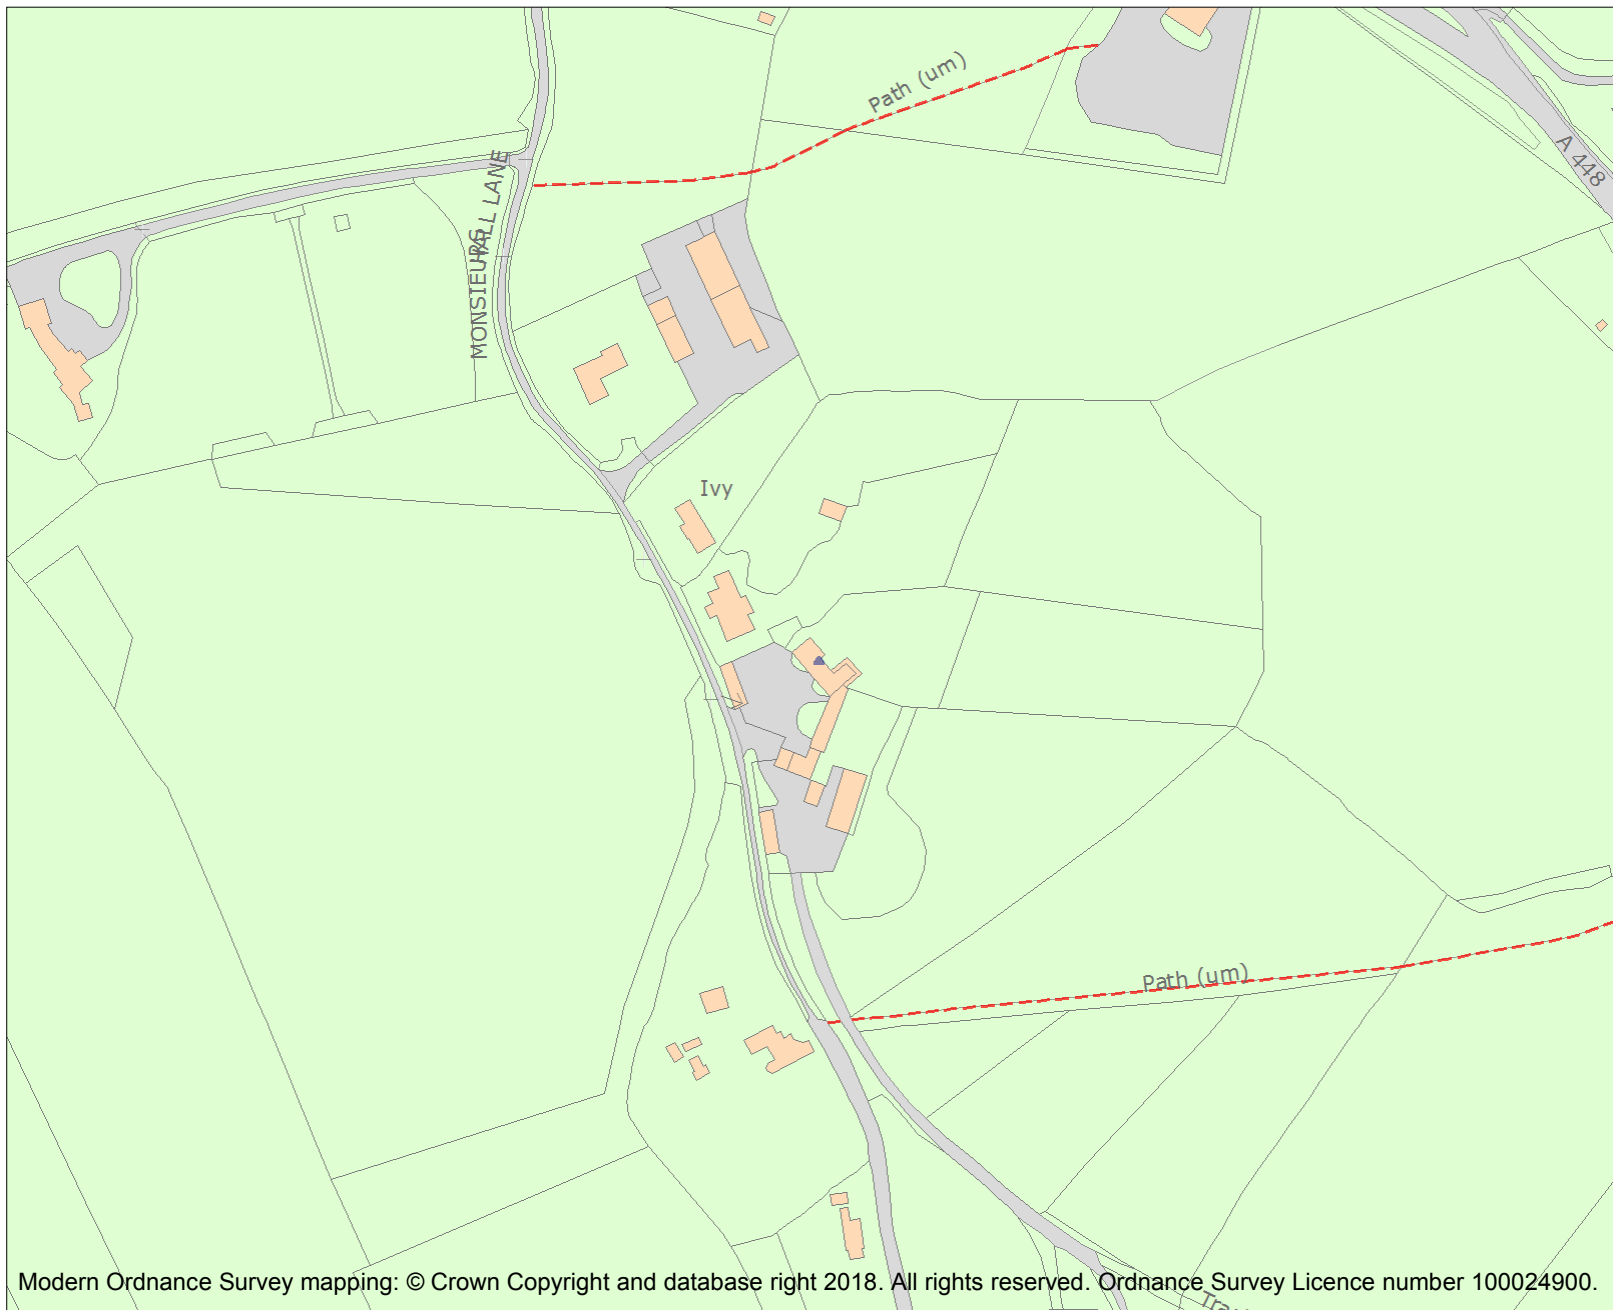 Path (um)
A 448
MONSIEURS
HALL LANE
Ivy
Path (um)
Modern Ordnance Survey mapping: © Crown Copyright and database right 2018. All rights reserved. Ordnance Survey Licence number 100024900.